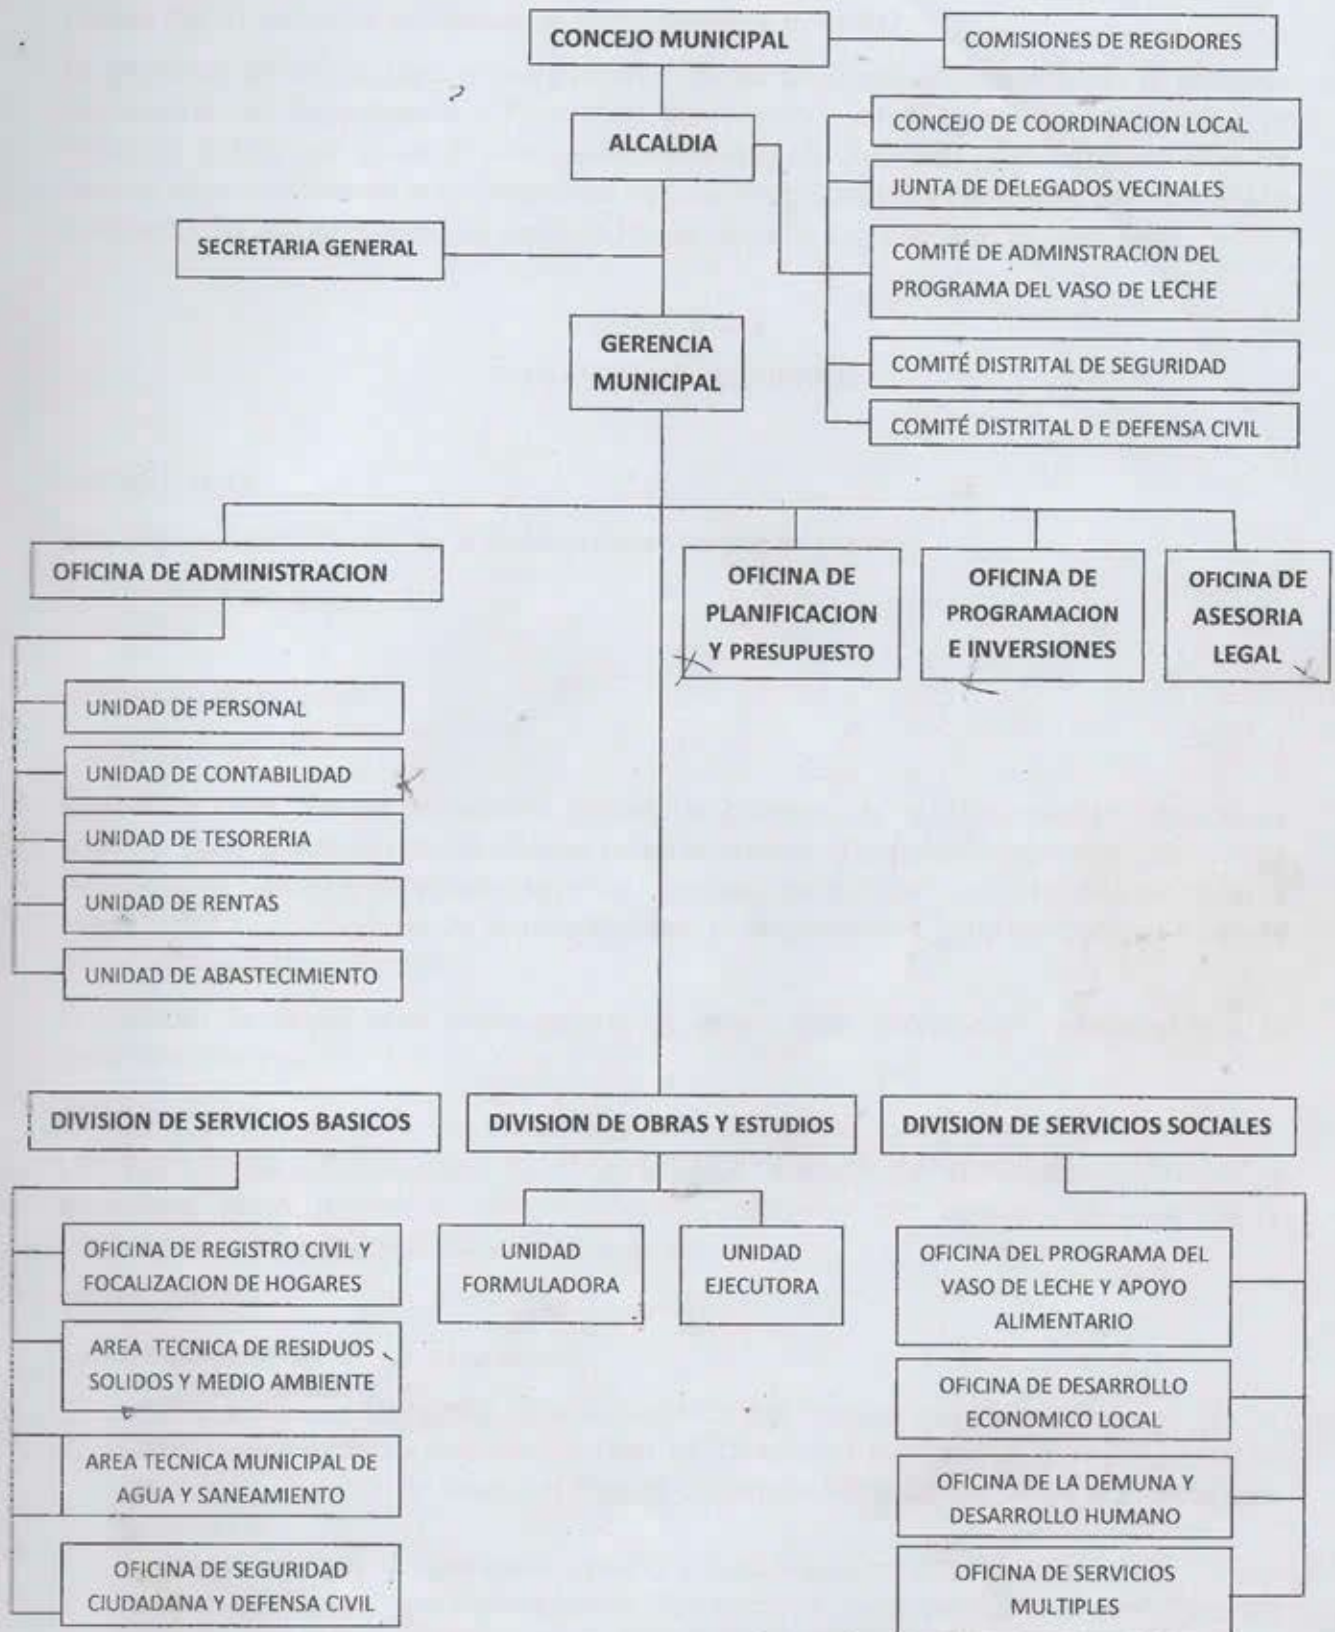 CONCEJO MUNICIPAL
COMISIONES DE REGIDORES
?
ALCALDIA
CONCEJO DE COORDINACION LOCAL
JUNTA DE DELEGADOS VECINALES
COMITÉ DE ADMINSTRACION DEL
PROGRAMA DEL VASO DE LECHE
COMITÉ DISTRITAL DE SEGURIDAD
COMITÉ DISTRITAL D E DEFENSA CIVIL
SECRETARIA GENERAL
GERENCIA
MUNICIPAL
OFICINA DE ADMINISTRACION
OFICINA DE
PLANIFICACION
Y PRESUPUESTO
OFICINA DE
PROGRAMACION
E INVERSIONES
OFICINA DE
ASESORIA
LEGAL
UNIDAD DE PERSONAL
UNIDAD DE CONTABILIDAD
UNIDAD DE TESORERIA
UNIDAD DE RENTAS
UNIDAD DE ABASTECIMIENTO
DIVISION DE SERVICIOS BASICOS
OFICINA DE REGISTRO CIVIL Y
FOCALIZACION DE HOGARES
AREA TECNICA DE RESIDUOS
SOLIDOS Y MEDIO AMBIENTE
AREA TECNICA MUNICIPAL DE
AGUA Y SANEAMIENTO
OFICINA DE SEGURIDAD
CIUDADANA Y DEFENSA CIVIL
DIVISION DE OBRAS Y ESTUDIOS
UNIDAD
FORMULADORA
UNIDAD
EJECUTORA
DIVISION DE SERVICIOS SOCIALES
OFICINA DEL PROGRAMA DEL
VASO DE LECHE Y APOYO
ALIMENTARIO
OFICINA DE DESARROLLO
ECONOMICO LOCAL
OFICINA DE LA DEMUNA Y
DESARROLLO HUMANO
OFICINA DE SERVICIOS
MULTIPLES